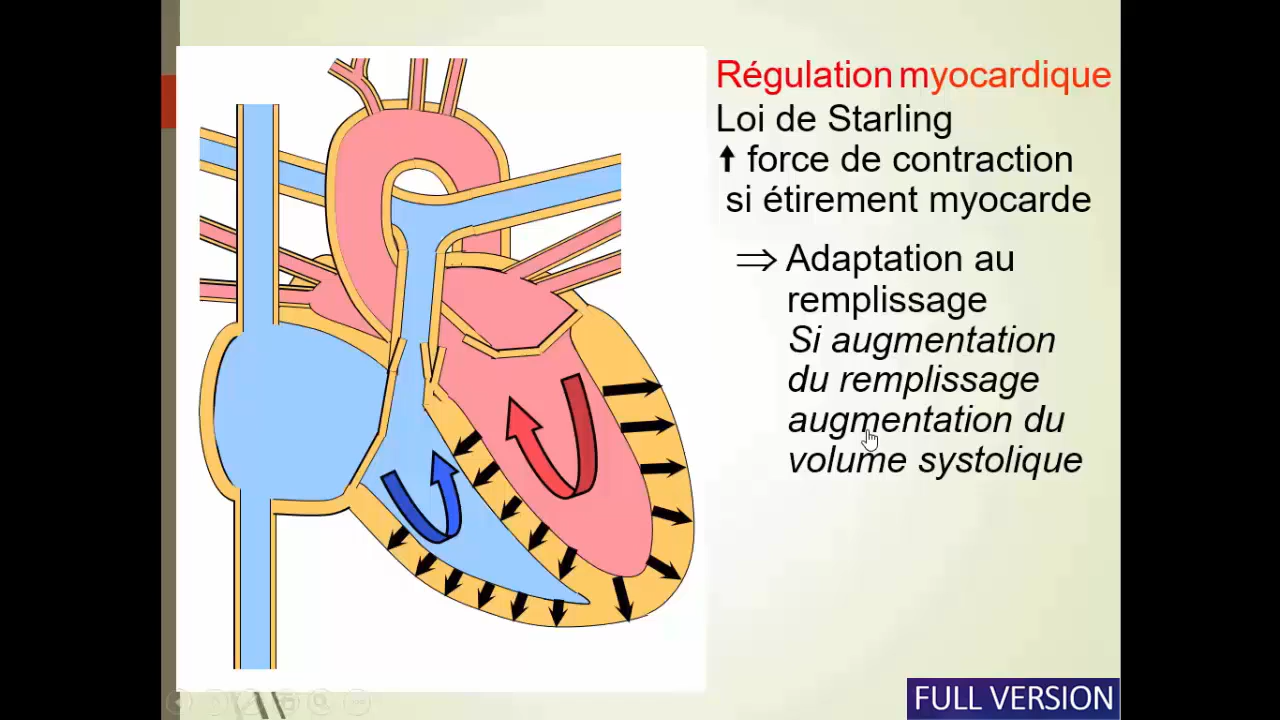 Régulation myocardique
Loi de Starling
⬆ force de contraction
si étirement myocarde
⇒ Adaptation au
remplissage
Si augmentation
du remplissage
augmentation du
volume systolique
FULL VERSION